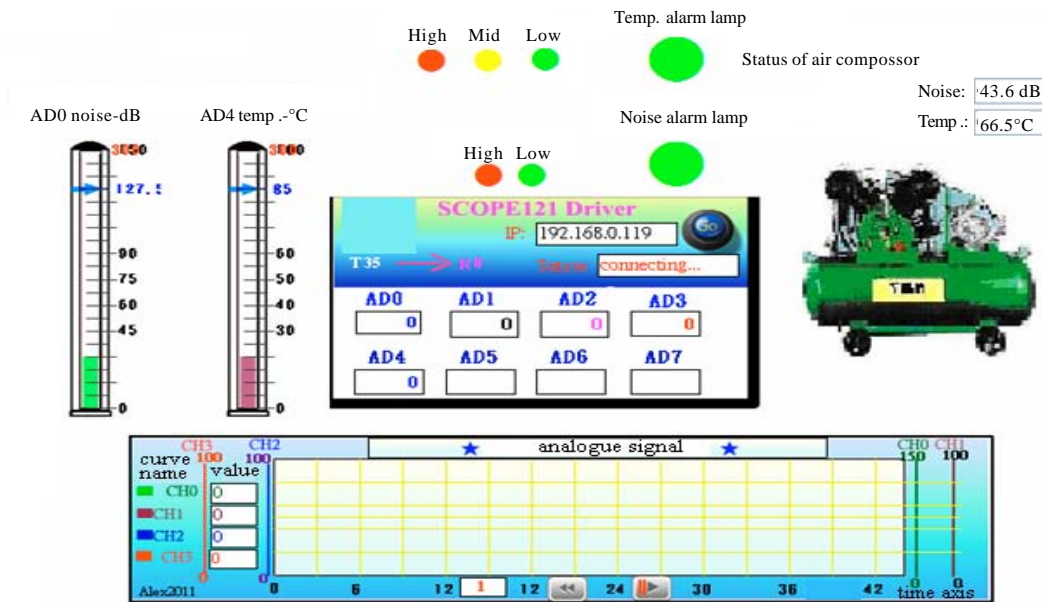 Temp. alarm lamp
High Mid Low
Status of air compossor
Noise: 43.6 dB
AD0 noise-dB
AD4 temp .-°C
Noise alarm lamp
Temp .: 66.5°C
High Low
127.5
85
90
75
60
45
0
60
50
40
30
0
SCOPE121 Driver
IP: 192.168.0.119
Go
T35
connecting...
AD0 AD1 AD2 AD3
0 0 0 0
AD4 AD5 AD6 AD7
0
CH3 CH2 analogue signal CH0 CH1
100 100 150 100
curve name value
CH0 0
CH1 0
CH2 0
CH3 0
0 0 0 0
Alex2011
0 6 12 1 12 24 30 36 42 time axis